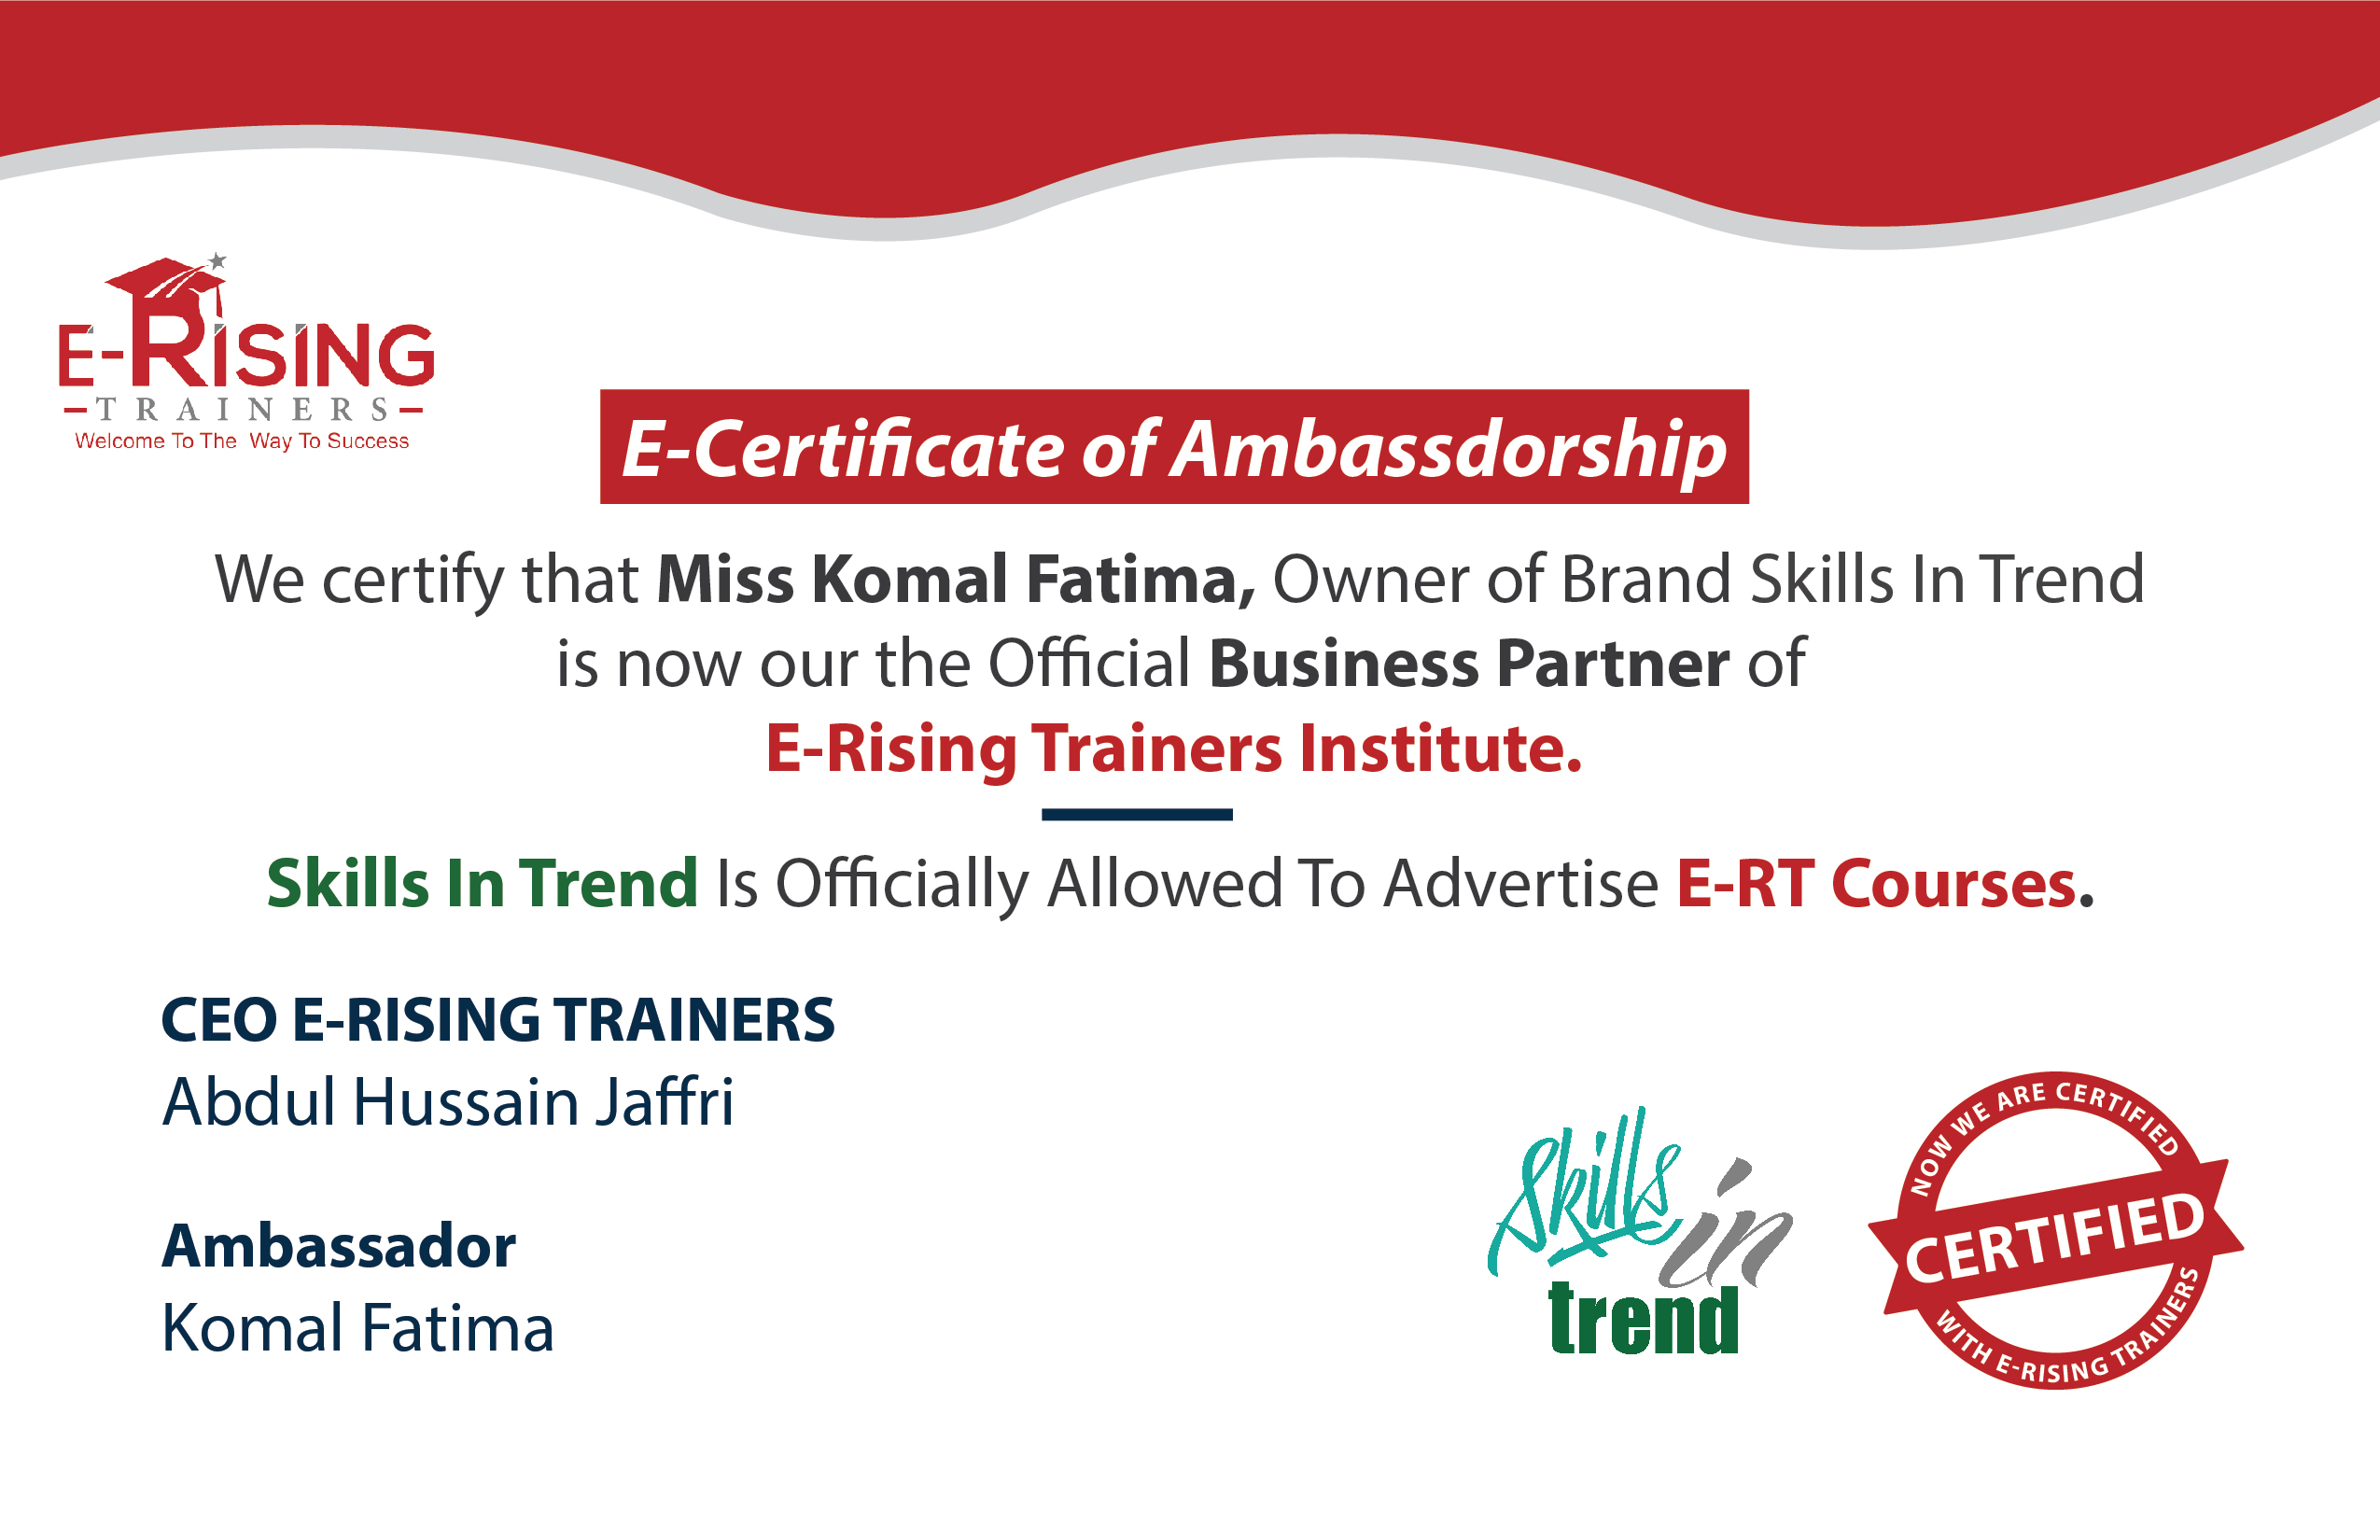 E-RiSiNG
TRAINERS
Welcome To The Way To Success
E-Certificate of Ambassdorship
We certify that Miss Komal Fatima, Owner of Brand Skills In Trend
is now our the Official Business Partner of
E-Rising Trainers Institute.
Skills In Trend Is Officially Allowed To Advertise E-RT Courses.
CEO E-RISING TRAINERS
Abdul Hussain Jaffri
Ambassador
Komal Fatima
Skills in
trend
NOW WE ARE CERTIFIED
CERTIFIED
WITH E-RISING TRAINERS